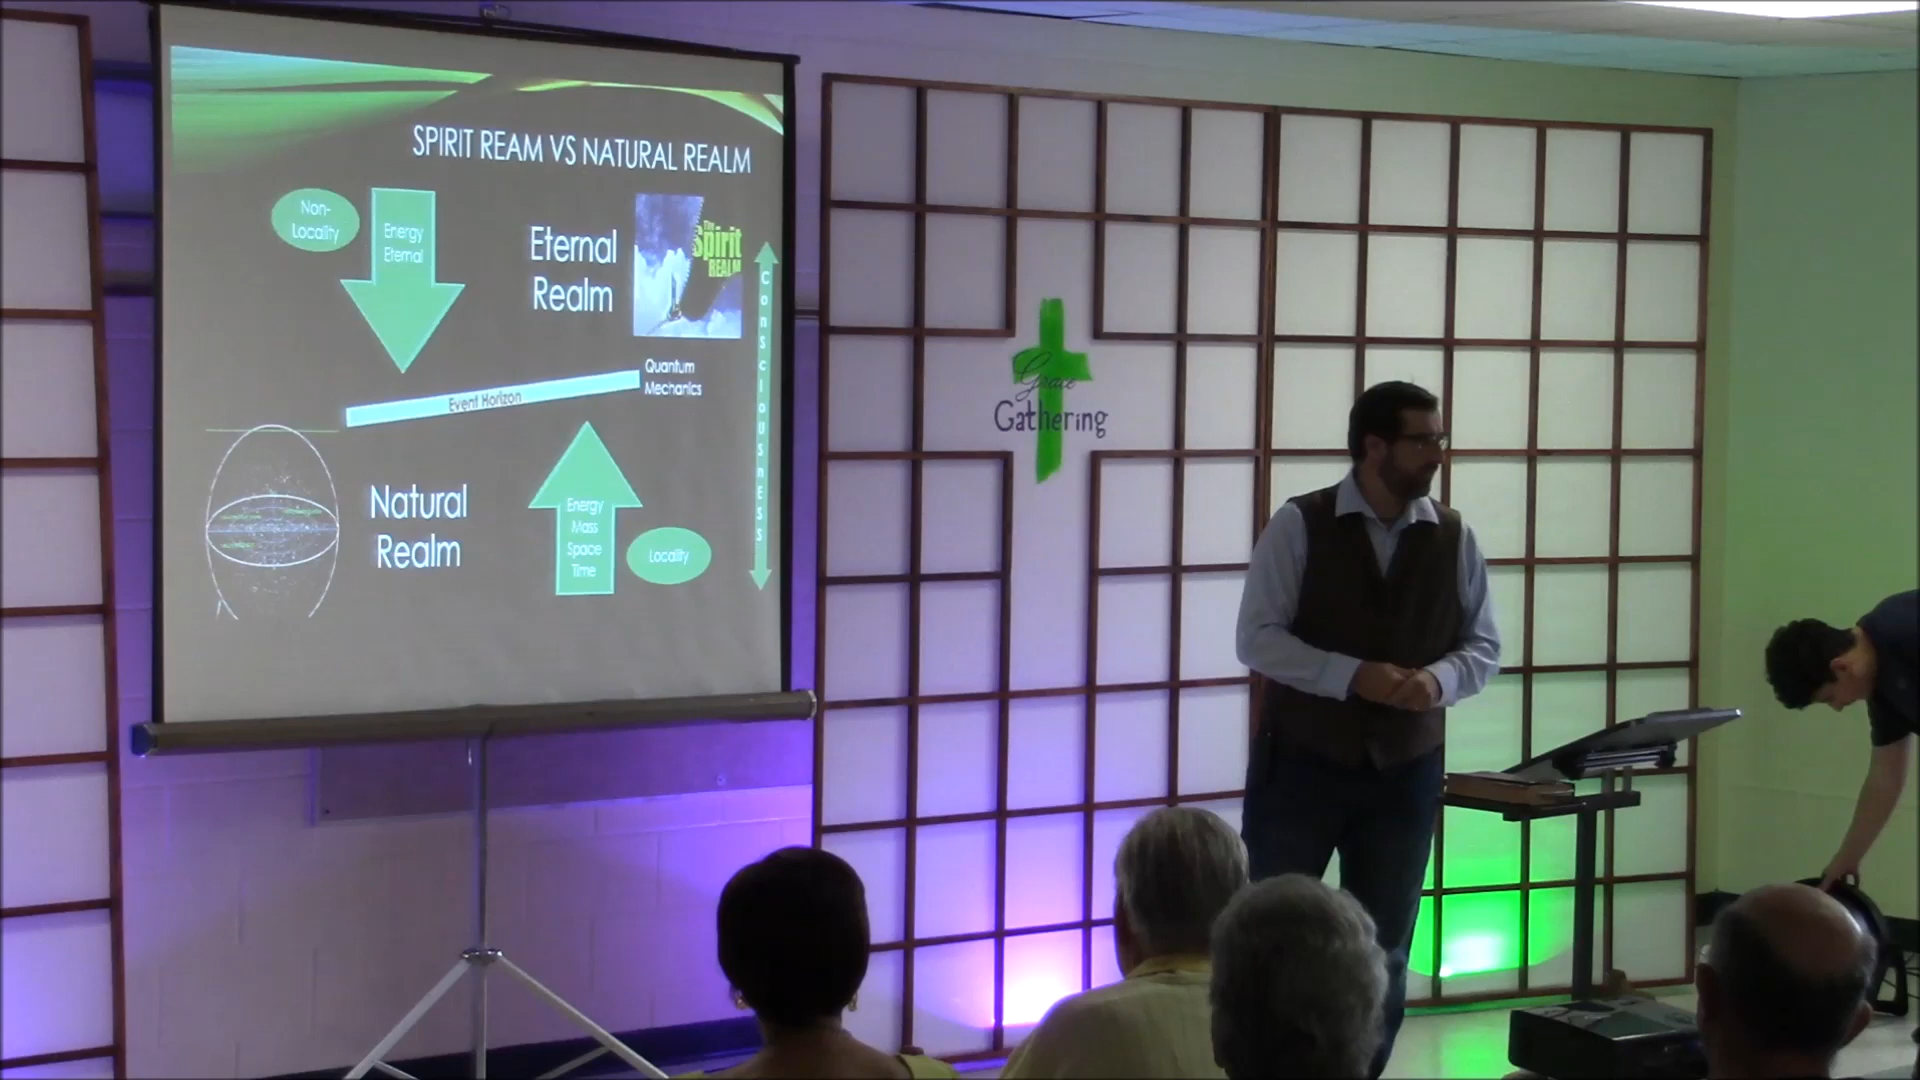 SPIRIT REAM VS NATURAL REALM
Non-
Locality
Energy
Eternal
Eternal
Realm
The
Spirit
REALM
Consciousness
Quantum
Mechanics
Event Horizon
Natural
Realm
Energy
Mass
Space
Time
Locality
Grace
Gathering